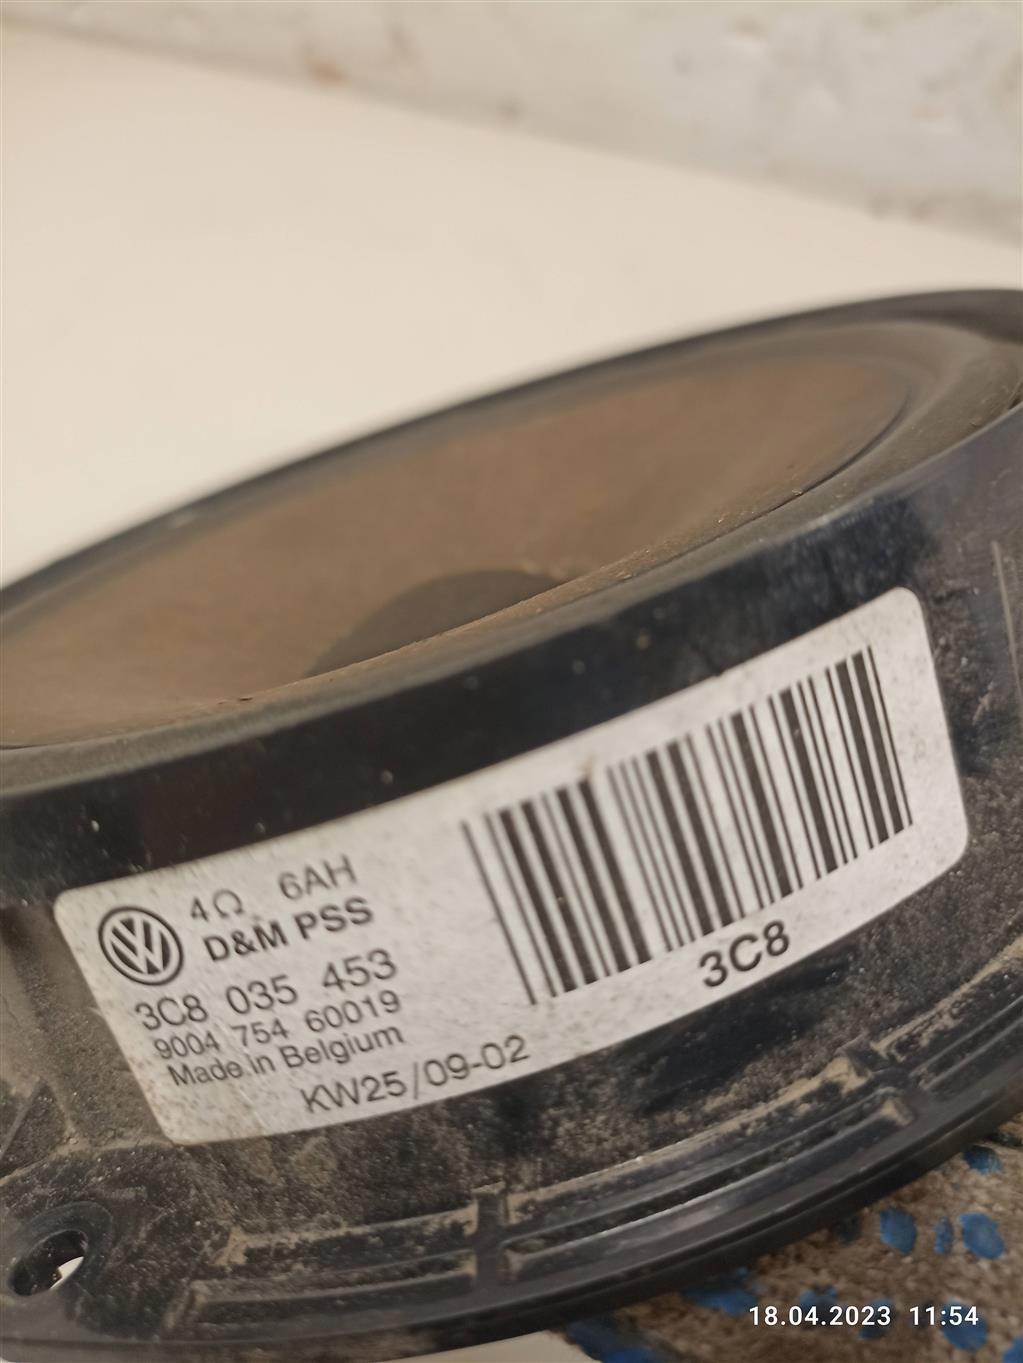 4Ω 6AH
D&M PSS
3C8 035 453
9004 754 60019
Made in Belgium
KW25/09-02
3C8
18.04.2023 11:54